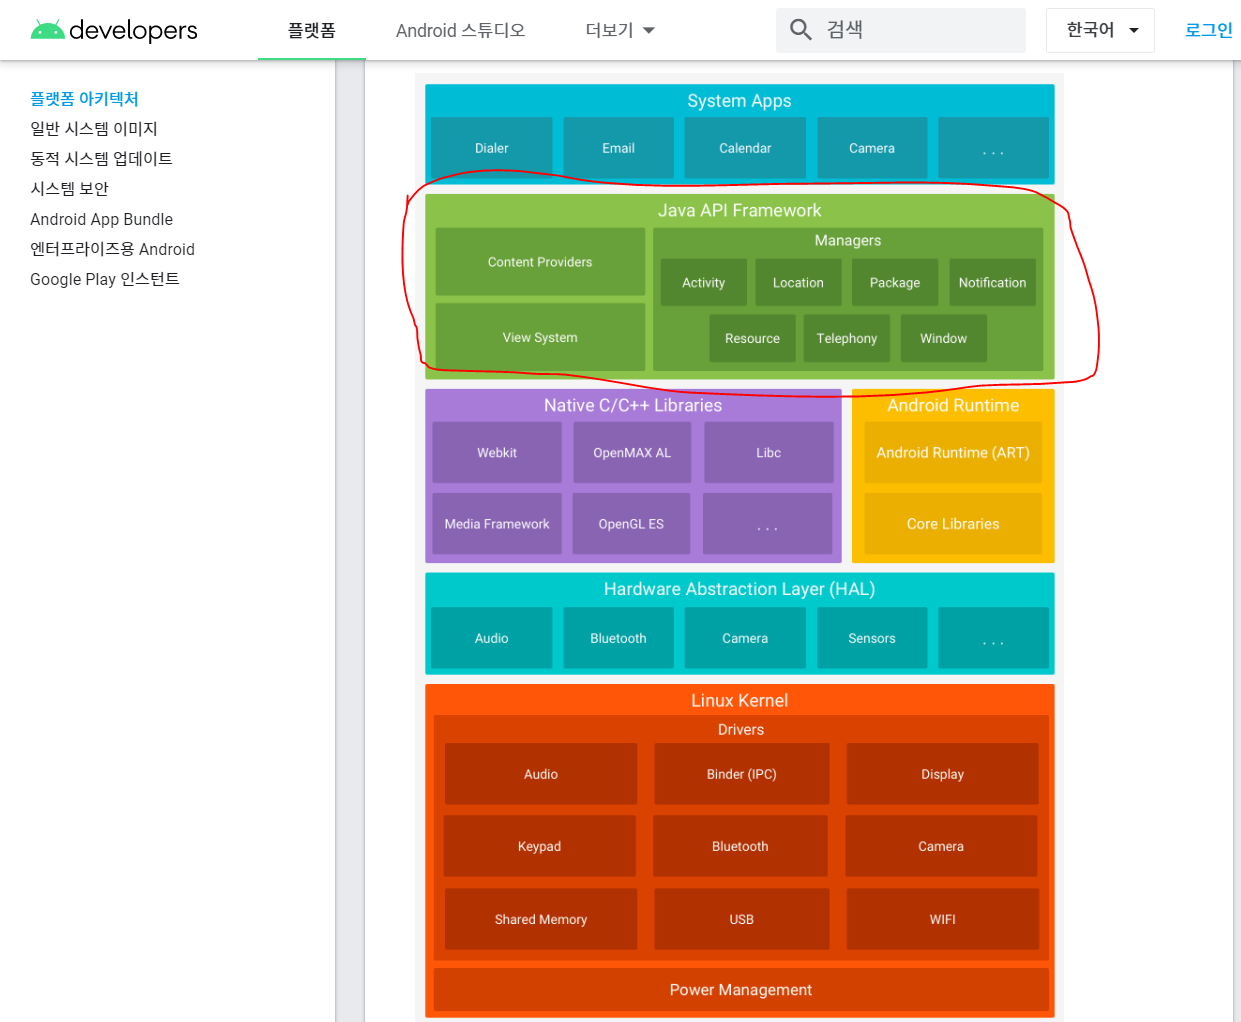 developers
플랫폼
Android 스튜디오
더보기
검색
한국어
로그인
플랫폼 아키텍처
일반 시스템 이미지
동적 시스템 업데이트
시스템 보안
Android App Bundle
엔터프라이즈용 Android
Google Play 인스턴트
System Apps
Dialer
Email
Calendar
Camera
. . .
Java API Framework
Content Providers
View System
Managers
Activity
Location
Package
Notification
Resource
Telephony
Window
Native C/C++ Libraries
Webkit
OpenMAX AL
Libc
Media Framework
OpenGL ES
. . .
Android Runtime
Android Runtime (ART)
Core Libraries
Hardware Abstraction Layer (HAL)
Audio
Bluetooth
Camera
Sensors
. . .
Linux Kernel
Drivers
Audio
Binder (IPC)
Display
Keypad
Bluetooth
Camera
Shared Memory
USB
WIFI
Power Management